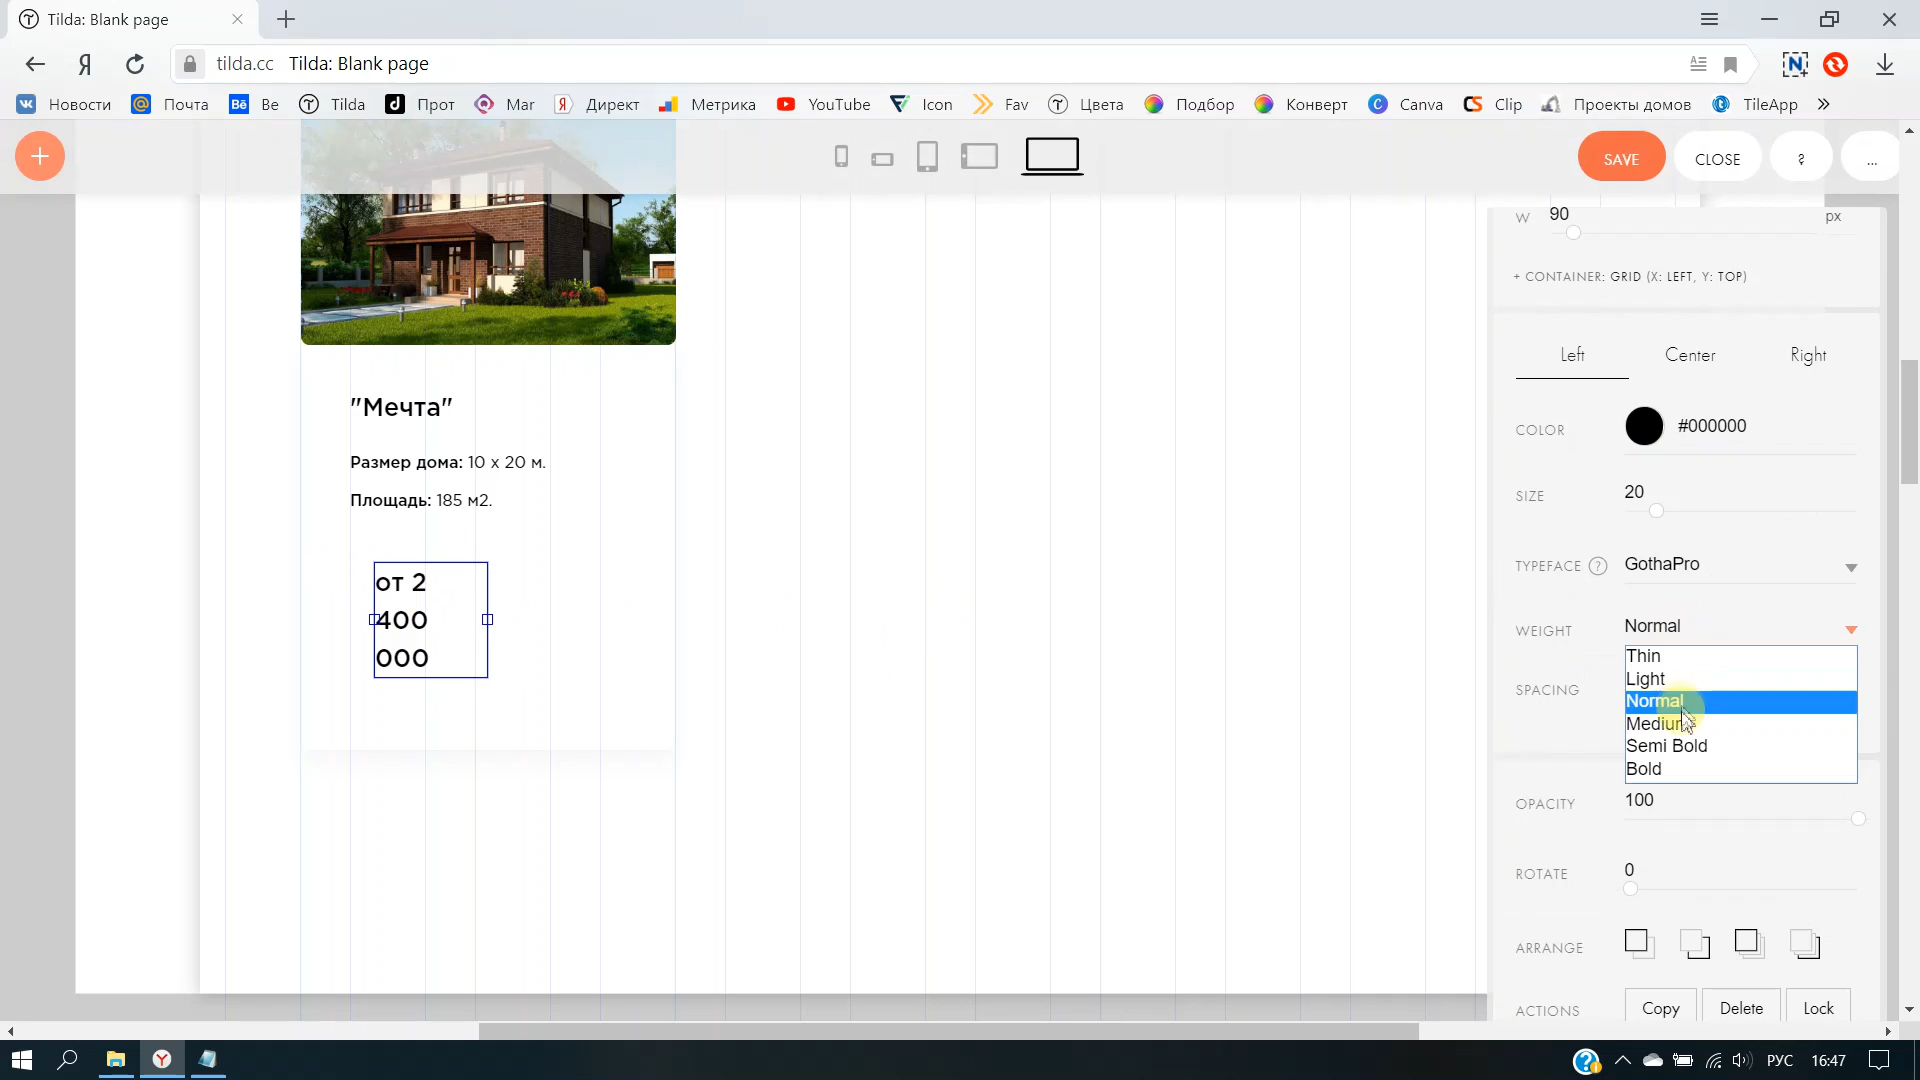 Tilda: Blank page
tilda.cc Tilda: Blank page
Новости Почта Ве Tilda Прот Mar Директ Метрика YouTube Icon Fav Цвета Подбор Конверт Canva Clip Проекты домов TileApp »
SAVE CLOSE ? ...
W 90 px
+ CONTAINER: GRID (X: LEFT, Y: TOP)
Left Center Right
COLOR #000000
SIZE 20
TYPEFACE ? GothaPro
WEIGHT Normal
Thin
Light
SPACING
Normal
Medium
Semi Bold
Bold
OPACITY 100
ROTATE 0
ARRANGE
ACTIONS Copy Delete Lock
"Мечта"
Размер дома: 10 х 20 м.
Площадь: 185 м2.
от 2
400
000
РУС 16:47